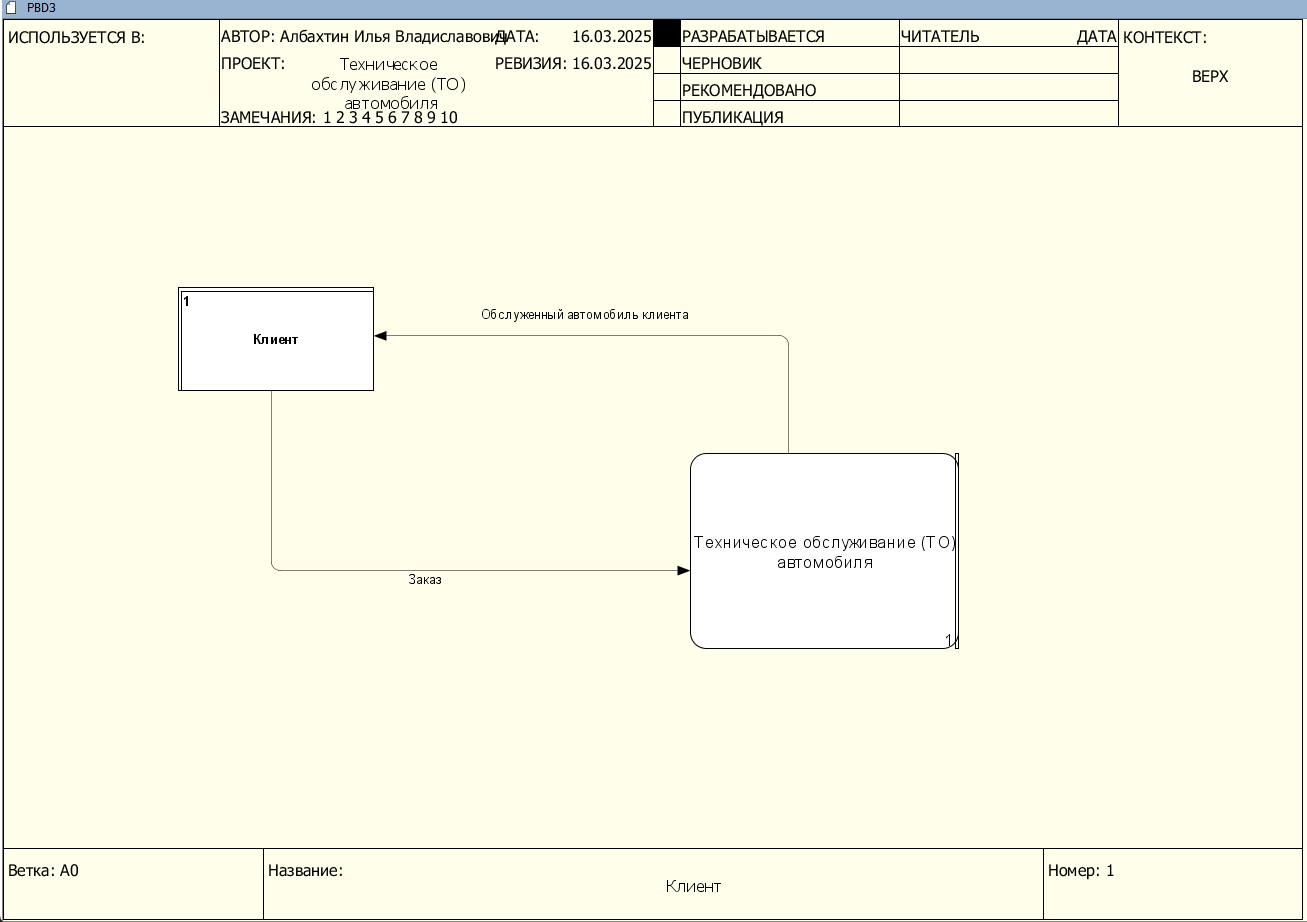 PBD3
ИСПОЛЬЗУЕТСЯ В:
АВТОР: Албахтин Илья Владиславович
ДАТА: 16.03.2025
РАЗРАБАТЫВАЕТСЯ
ЧИТАТЕЛЬ ДАТА
КОНТЕКСТ:
ПРОЕКТ: Техническое
обслуживание (ТО)
автомобиля
РЕВИЗИЯ: 16.03.2025
ЧЕРНОВИК
ВЕРХ
РЕКОМЕНДОВАНО
ЗАМЕЧАНИЯ: 1 2 3 4 5 6 7 8 9 10
ПУБЛИКАЦИЯ
1
Клиент
Обслуженный автомобиль клиента
Техническое обслуживание (ТО)
автомобиля
1
Заказ
Ветка: A0
Название:
Клиент
Номер: 1